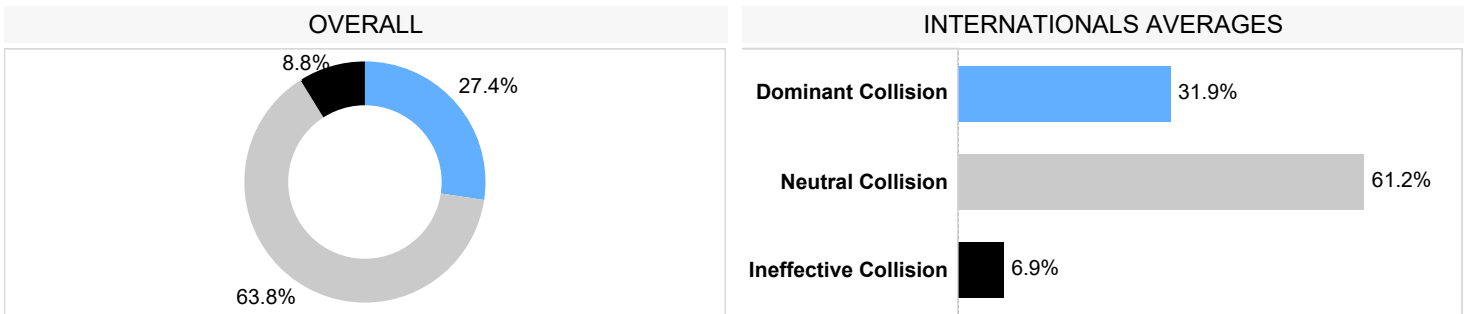 OVERALL
8.8%
27.4%
63.8%
INTERNATIONALS AVERAGES
Dominant Collision 31.9%
Neutral Collision 61.2%
Ineffective Collision 6.9%